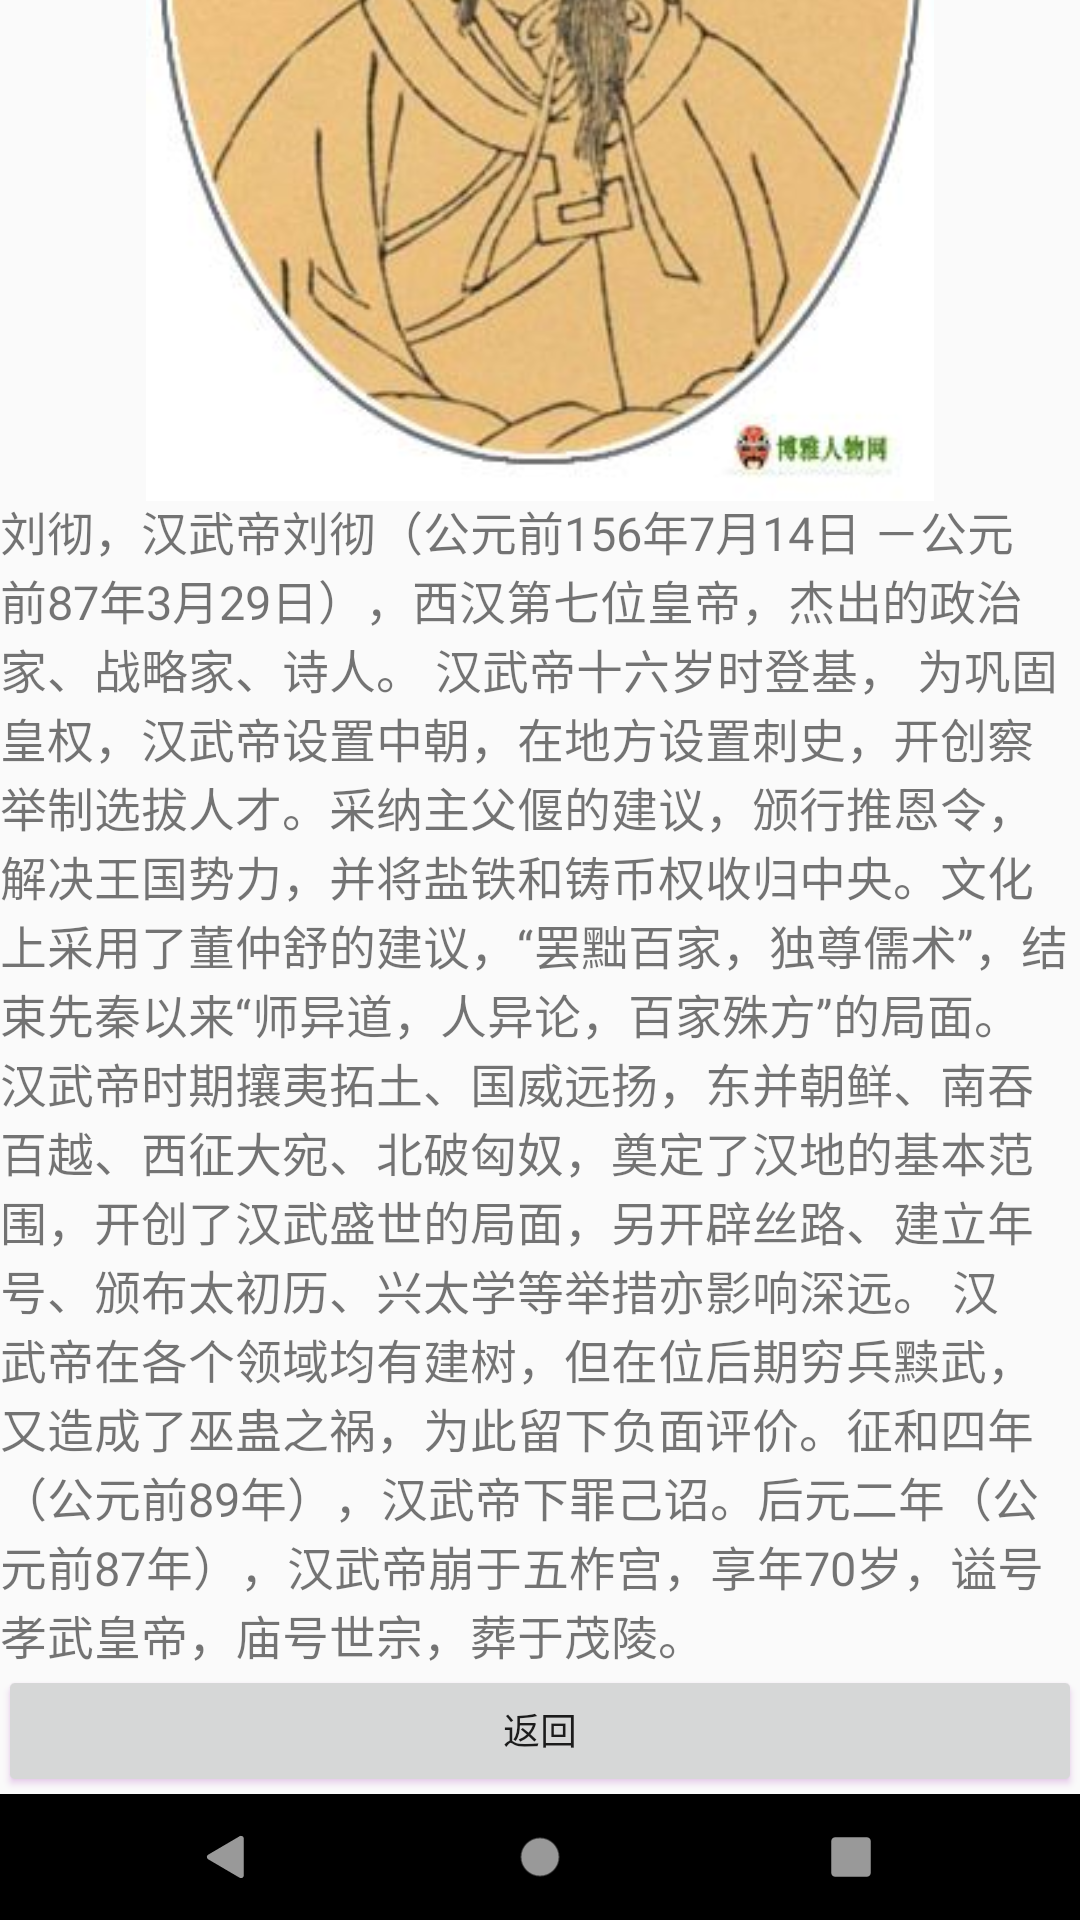 博雅人物网
刘彻，汉武帝刘彻（公元前156年7月14日 －公元
前87年3月29日），西汉第七位皇帝，杰出的政治
家、战略家、诗人。 汉武帝十六岁时登基， 为巩固
皇权，汉武帝设置中朝，在地方设置刺史，开创察
举制选拔人才。采纳主父偃的建议，颁行推恩令，
解决王国势力，并将盐铁和铸币权收归中央。文化
上采用了董仲舒的建议，“罢黜百家，独尊儒术”，结
束先秦以来“师异道，人异论，百家殊方”的局面。
汉武帝时期攘夷拓土、国威远扬，东并朝鲜、南吞
百越、西征大宛、北破匈奴，奠定了汉地的基本范
围，开创了汉武盛世的局面，另开辟丝路、建立年
号、颁布太初历、兴太学等举措亦影响深远。 汉
武帝在各个领域均有建树，但在位后期穷兵黩武，
又造成了巫蛊之祸，为此留下负面评价。征和四年
（公元前89年），汉武帝下罪己诏。后元二年（公
元前87年），汉武帝崩于五柞宫，享年70岁，谥号
孝武皇帝，庙号世宗，葬于茂陵。
返回